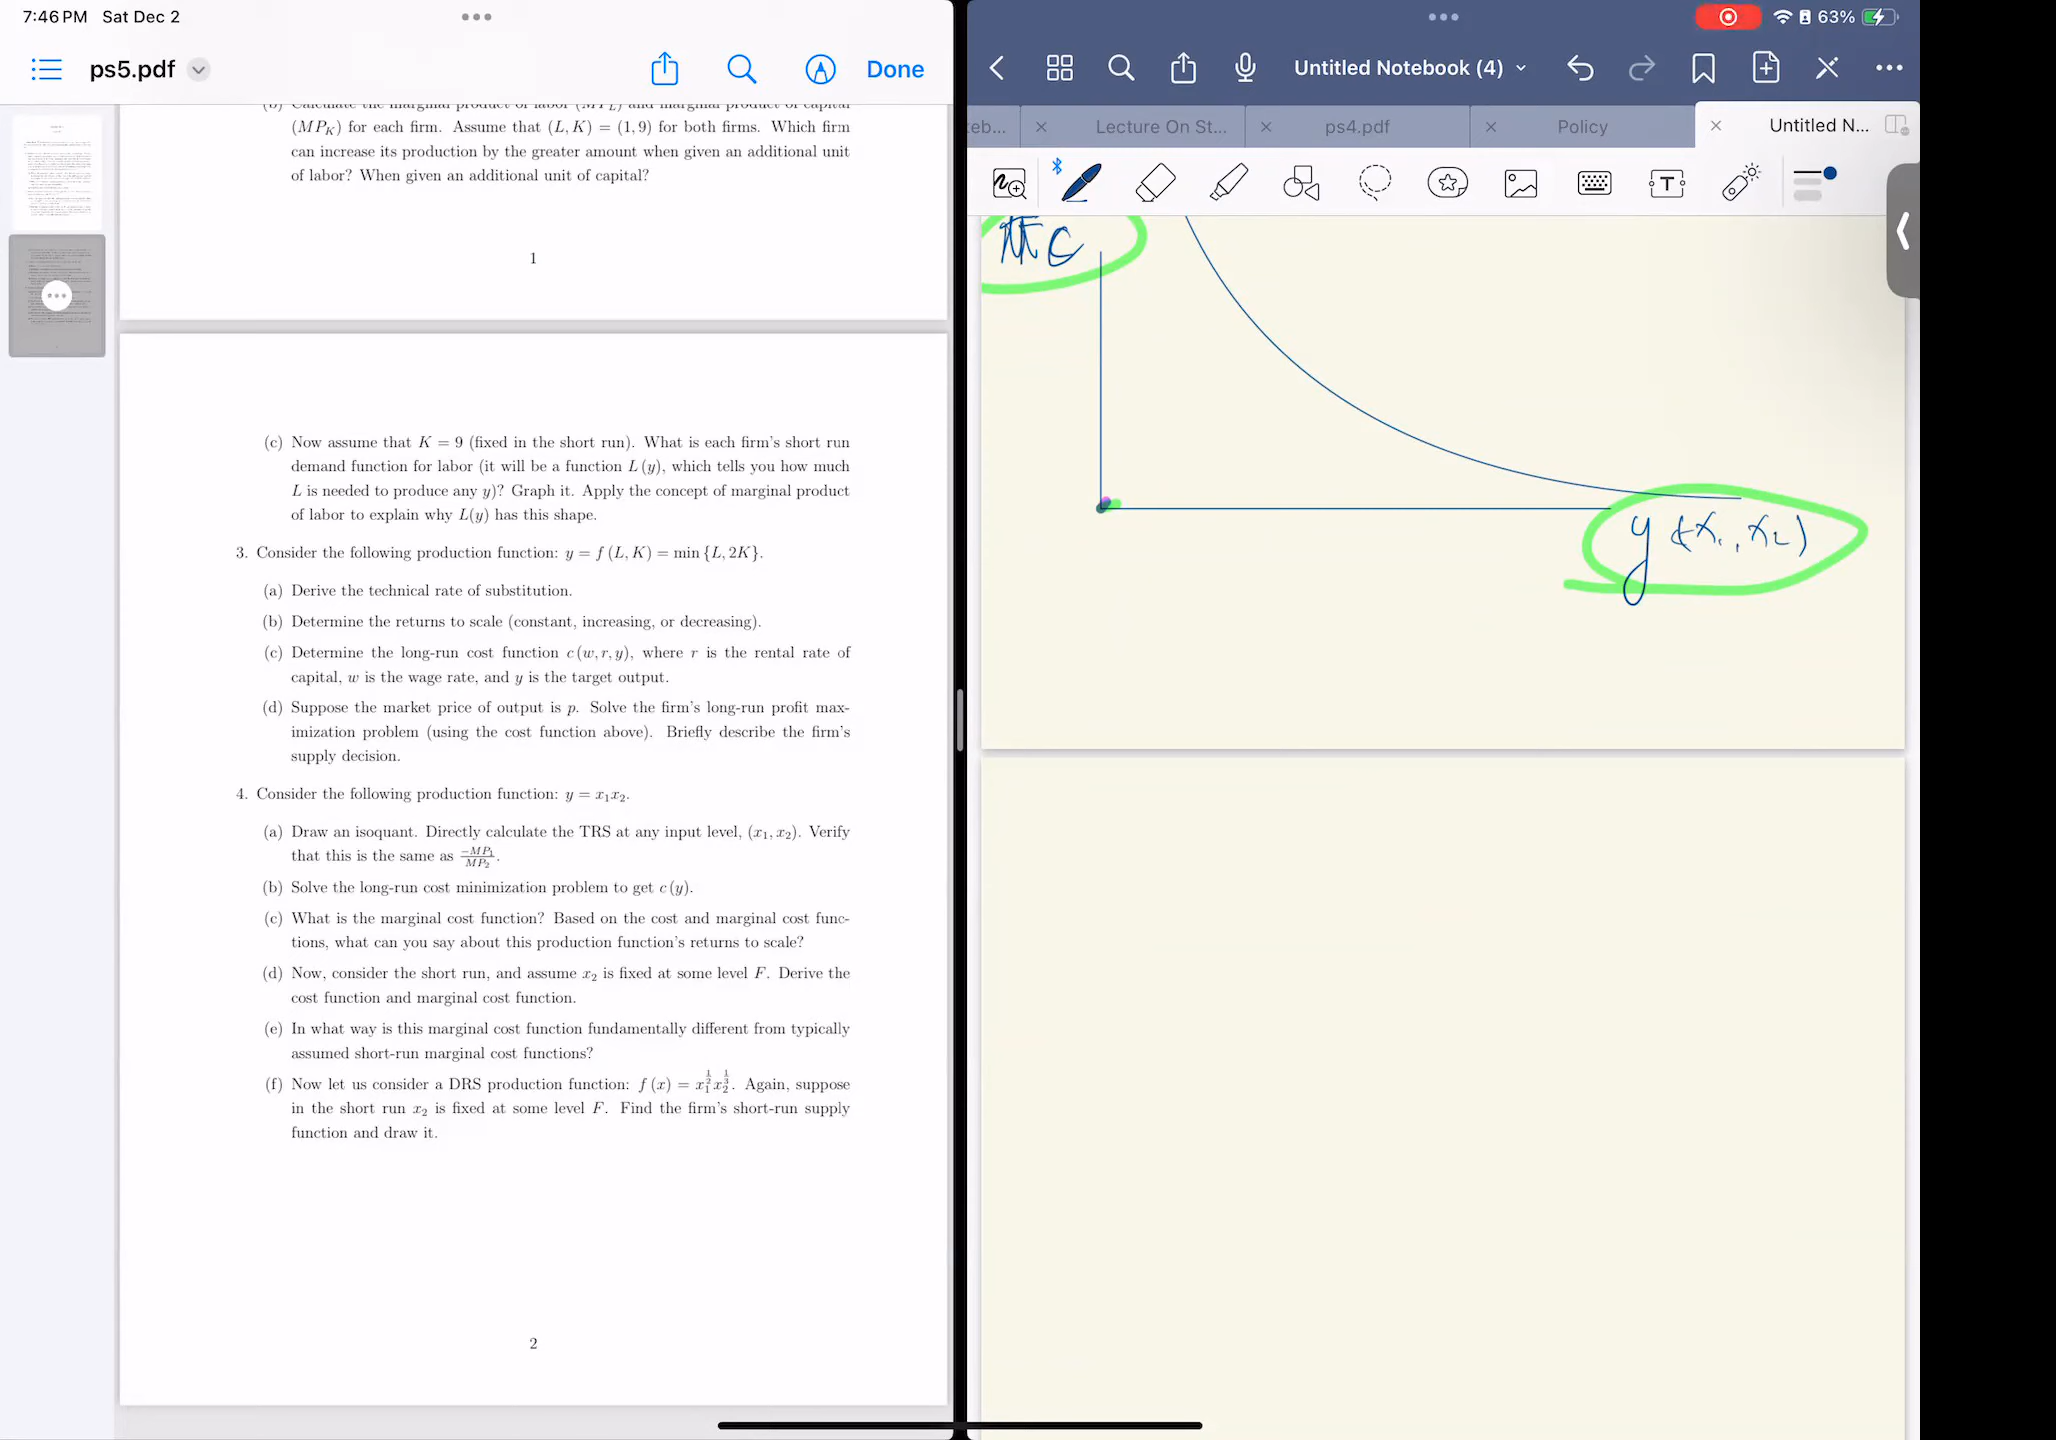 7:46 PM Sat Dec 2
63%
ps5.pdf
Done
Untitled Notebook (4)
Lecture On St...
ps4.pdf
Policy
Untitled N...
(b) Calculate the marginal product of labor (MP_L) and marginal product of capital
(MP_K) for each firm. Assume that (L, K) = (1, 9) for both firms. Which firm
can increase its production by the greater amount when given an additional unit
of labor? When given an additional unit of capital?
1
(c) Now assume that K = 9 (fixed in the short run). What is each firm's short run
demand function for labor (it will be a function L (y), which tells you how much
L is needed to produce any y)? Graph it. Apply the concept of marginal product
of labor to explain why L(y) has this shape.
3. Consider the following production function: y = f (L, K) = min {L, 2K}.
(a) Derive the technical rate of substitution.
(b) Determine the returns to scale (constant, increasing, or decreasing).
(c) Determine the long-run cost function c (w, r, y), where r is the rental rate of
capital, w is the wage rate, and y is the target output.
(d) Suppose the market price of output is p. Solve the firm's long-run profit max-
imization problem (using the cost function above). Briefly describe the firm's
supply decision.
4. Consider the following production function: y = x₁x₂.
(a) Draw an isoquant. Directly calculate the TRS at any input level, (x₁, x₂). Verify
that this is the same as −MP₁/MP₂.
(b) Solve the long-run cost minimization problem to get c (y).
(c) What is the marginal cost function? Based on the cost and marginal cost func-
tions, what can you say about this production function's returns to scale?
(d) Now, consider the short run, and assume x₂ is fixed at some level F. Derive the
cost function and marginal cost function.
(e) In what way is this marginal cost function fundamentally different from typically
assumed short-run marginal cost functions?
(f) Now let us consider a DRS production function: f (x) = x₁^(1/2) x₂^(1/3). Again, suppose
in the short run x₂ is fixed at some level F. Find the firm's short-run supply
function and draw it.
2
T
C
y (x₁, x₂)